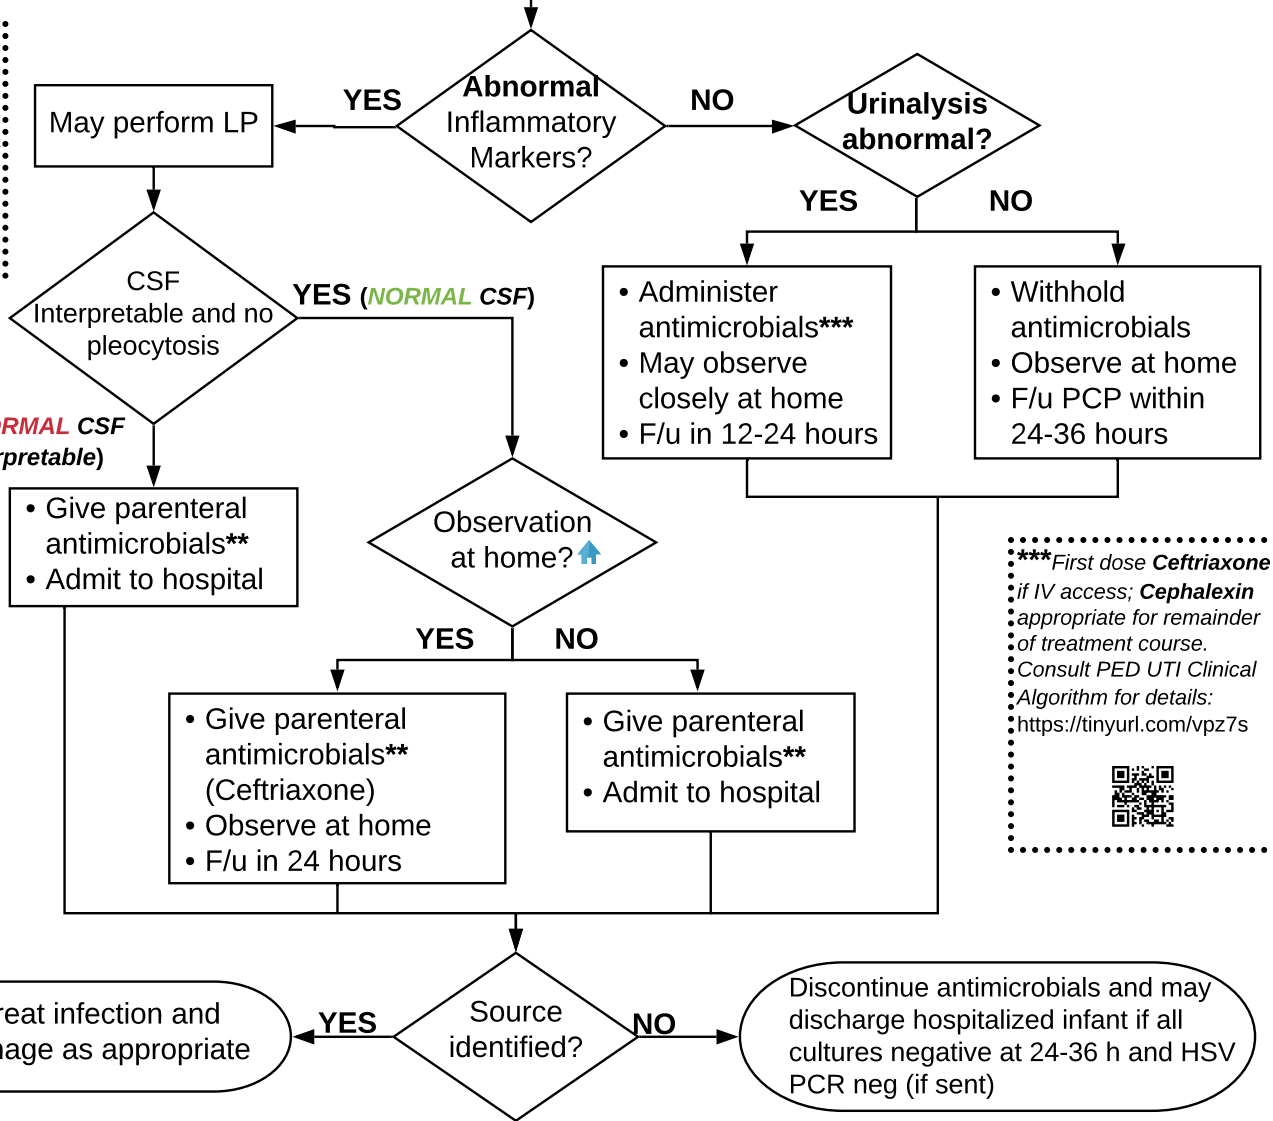 YES
Abnormal
Inflammatory
Markers?
NO
Urinalysis
abnormal?
May perform LP
YES
NO
CSF
Interpretable and no
pleocytosis
YES (NORMAL CSF)
• Administer
antimicrobials***
• May observe
closely at home
• F/u in 12-24 hours
• Withhold
antimicrobials
• Observe at home
• F/u PCP within
24-36 hours
ORMAL CSF
rpretable)
• Give parenteral
antimicrobials**
• Admit to hospital
Observation
at home?
***First dose Ceftriaxone
if IV access; Cephalexin
appropriate for remainder
of treatment course.
Consult PED UTI Clinical
Algorithm for details:
https://tinyurl.com/vpz7s
YES
NO
• Give parenteral
antimicrobials**
(Ceftriaxone)
• Observe at home
• F/u in 24 hours
• Give parenteral
antimicrobials**
• Admit to hospital
reat infection and
nage as appropriate
YES
Source
identified?
NO
Discontinue antimicrobials and may
discharge hospitalized infant if all
cultures negative at 24-36 h and HSV
PCR neg (if sent)